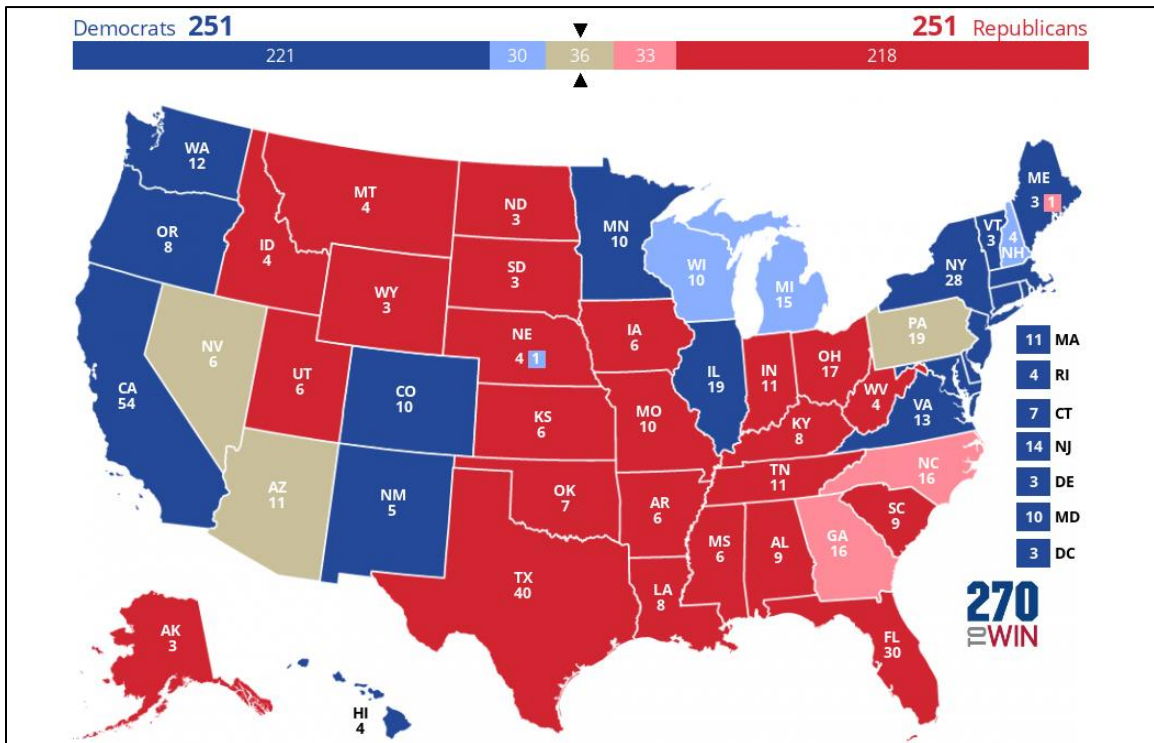 Democrats 251
251 Republicans
221 30 36 33 218
WA
12
OR
8
CA
54
NV
6
ID
4
MT
4
WY
3
UT
6
AZ
11
CO
10
NM
5
ND
3
SD
3
NE
4 1
KS
6
OK
7
TX
40
MN
10
IA
6
MO
10
AR
6
LA
8
WI
10
IL
19
MI
15
IN
11
OH
17
KY
8
TN
11
MS
6
AL
9
GA
16
FL
30
SC
9
NC
16
VA
13
WV
4
PA
19
NY
28
VT
3
4
NH
ME
3 1
11 MA
4 RI
7 CT
14 NJ
3 DE
10 MD
3 DC
AK
3
HI
4
270
TO WIN